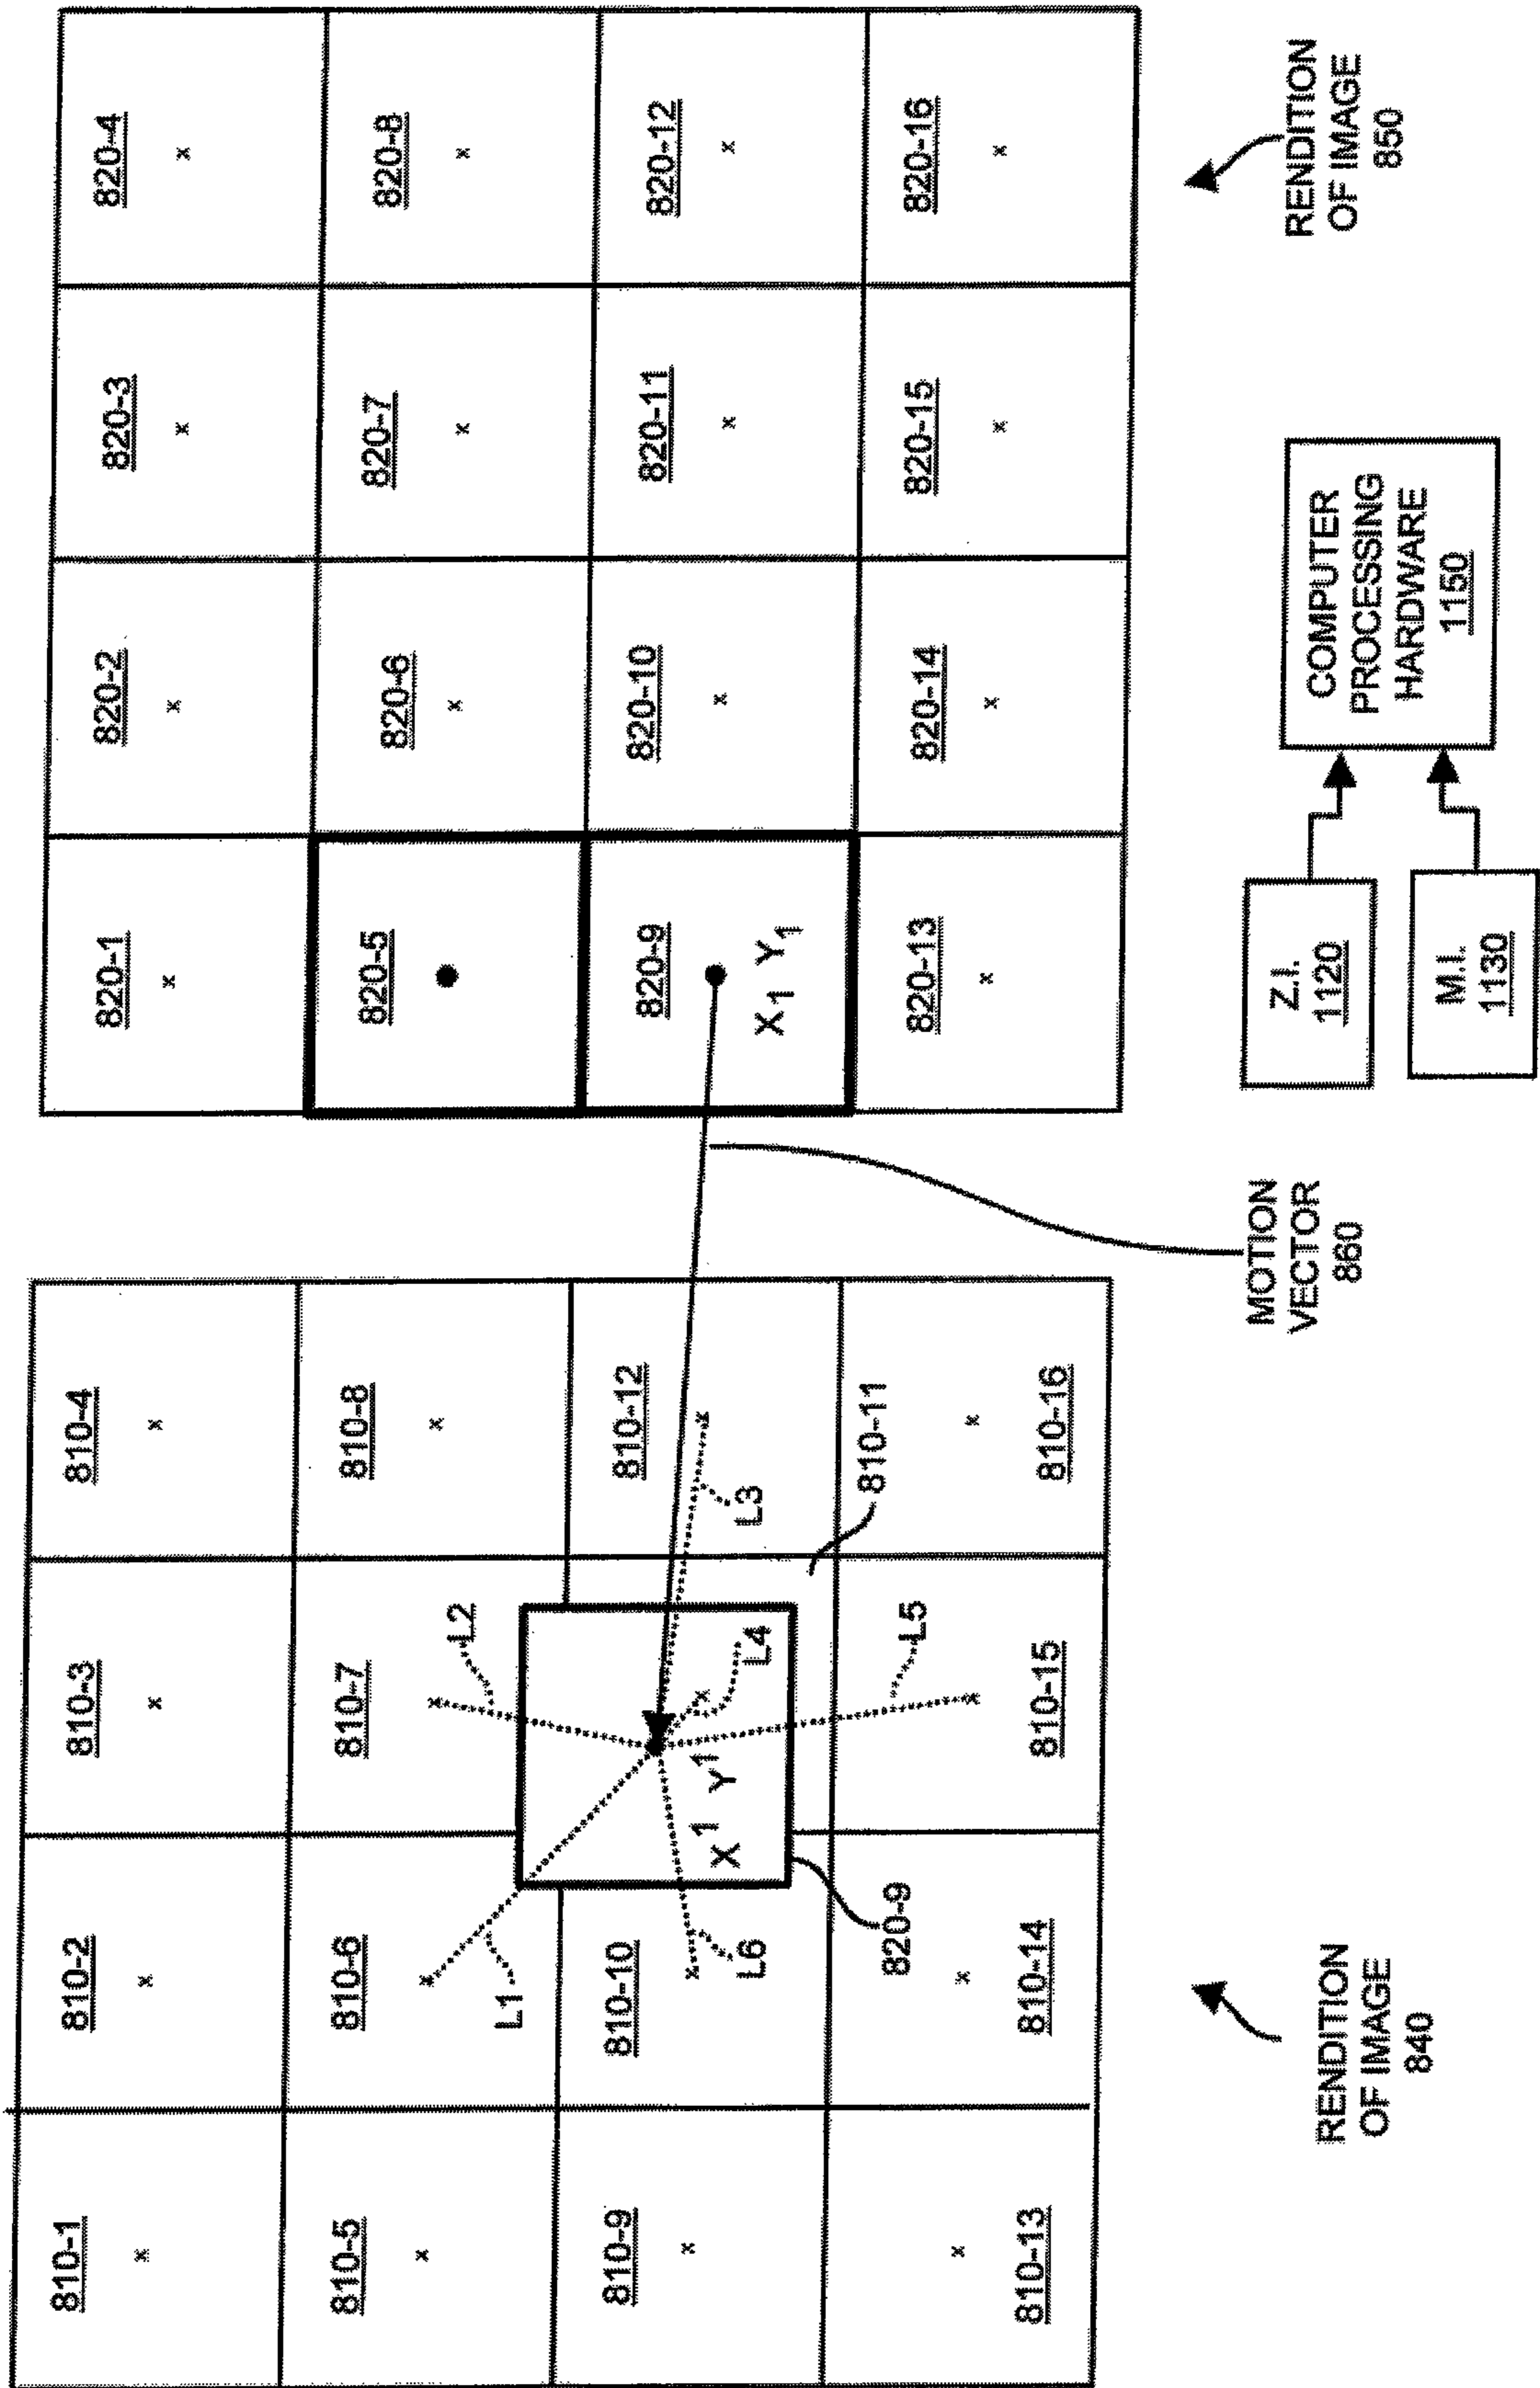 810-1
810-2
810-3
810-4
810-5
810-6
810-7
810-8
L1
L2
810-9
810-10
810-12
X¹ Y¹
L3
L4
L6
820-9
L5
810-11
810-13
810-14
810-15
810-16
RENDITION
OF IMAGE
840
MOTION
VECTOR
860
820-1
820-2
820-3
820-4
820-5
820-6
820-7
820-8
820-9
820-10
820-11
820-12
X₁ Y₁
820-13
820-14
820-15
820-16
Z.I.
1120
M.I.
1130
COMPUTER
PROCESSING
HARDWARE
1150
RENDITION
OF IMAGE
850